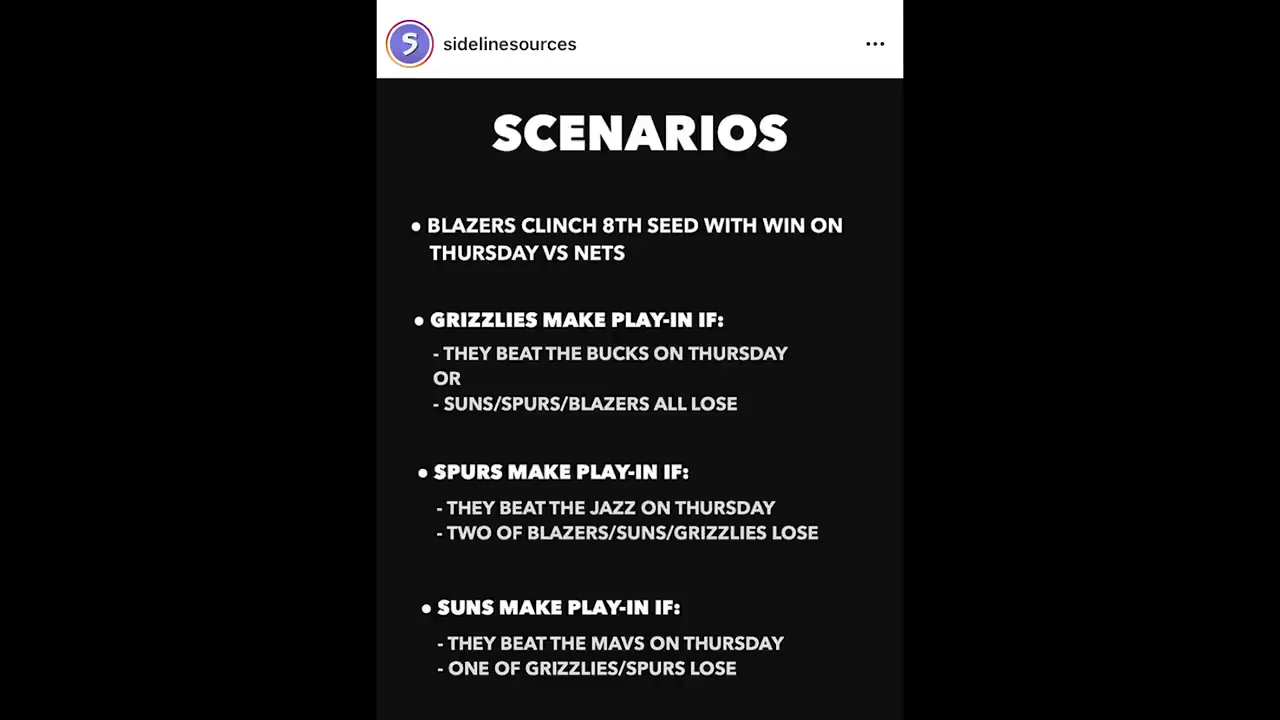 sidelinesources
SCENARIOS
● BLAZERS CLINCH 8TH SEED WITH WIN ON
THURSDAY VS NETS
● GRIZZLIES MAKE PLAY-IN IF:
- THEY BEAT THE BUCKS ON THURSDAY
OR
- SUNS/SPURS/BLAZERS ALL LOSE
● SPURS MAKE PLAY-IN IF:
- THEY BEAT THE JAZZ ON THURSDAY
- TWO OF BLAZERS/SUNS/GRIZZLIES LOSE
● SUNS MAKE PLAY-IN IF:
- THEY BEAT THE MAVS ON THURSDAY
- ONE OF GRIZZLIES/SPURS LOSE